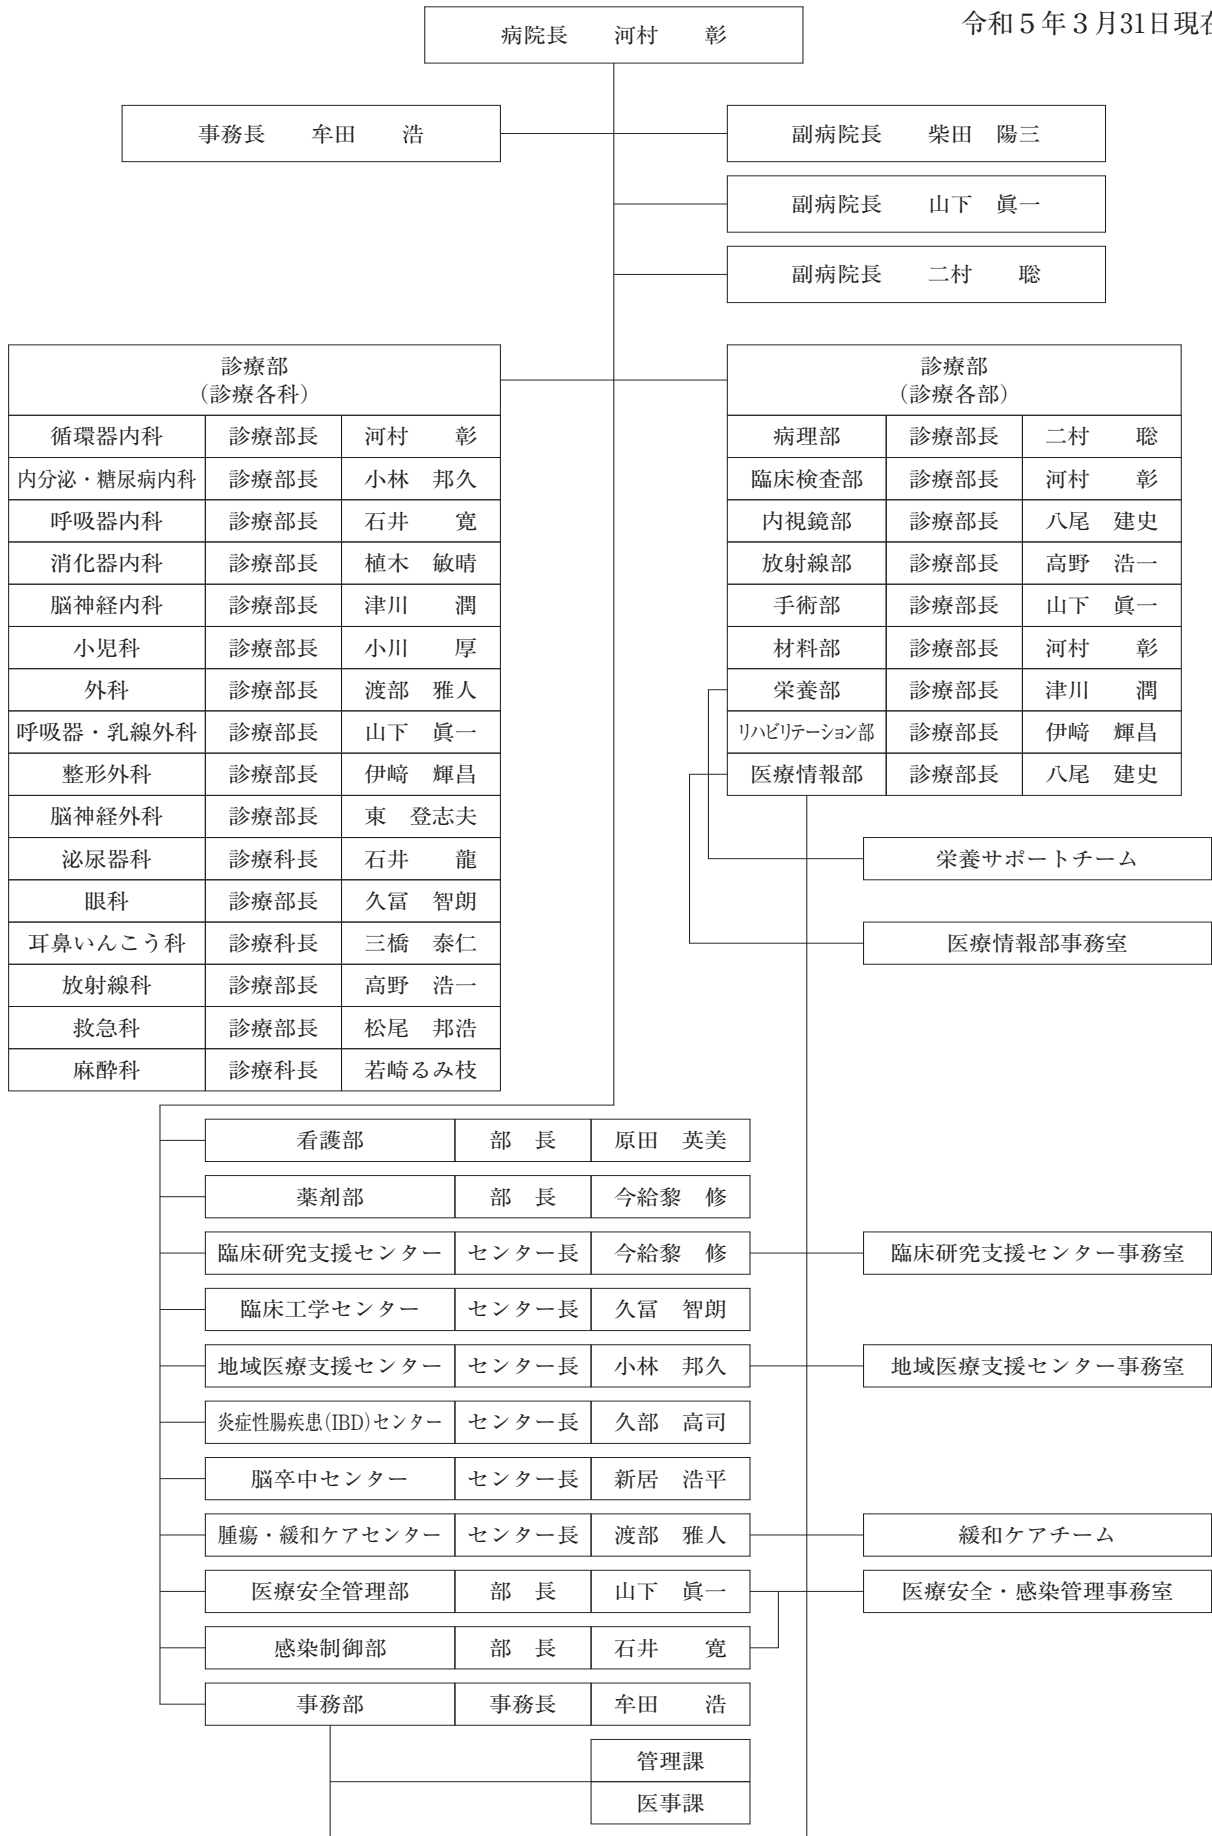 令和５年３月31日現在
病院長　河村　彰
事務長　牟田　浩
副病院長　柴田　陽三
副病院長　山下　眞一
副病院長　二村　聡
診療部
（診療各科）
循環器内科　診療部長　河村　彰
内分泌・糖尿病内科　診療部長　小林　邦久
呼吸器内科　診療部長　石井　寛
消化器内科　診療部長　植木　敏晴
脳神経内科　診療部長　津川　潤
小児科　診療部長　小川　厚
外科　診療部長　渡部　雅人
呼吸器・乳線外科　診療部長　山下　眞一
整形外科　診療部長　伊﨑　輝昌
脳神経外科　診療部長　東　登志夫
泌尿器科　診療科長　石井　龍
眼科　診療部長　久冨　智朗
耳鼻いんこう科　診療科長　三橋　泰仁
放射線科　診療部長　高野　浩一
救急科　診療部長　松尾　邦浩
麻酔科　診療科長　若崎るみ枝
診療部
（診療各部）
病理部　診療部長　二村　聡
臨床検査部　診療部長　河村　彰
内視鏡部　診療部長　八尾　建史
放射線部　診療部長　高野　浩一
手術部　診療部長　山下　眞一
材料部　診療部長　河村　彰
栄養部　診療部長　津川　潤
リハビリテーション部　診療部長　伊﨑　輝昌
医療情報部　診療部長　八尾　建史
栄養サポートチーム
医療情報部事務室
看護部　部　長　原田　英美
薬剤部　部　長　今給黎　修
臨床研究支援センター　センター長　今給黎　修　臨床研究支援センター事務室
臨床工学センター　センター長　久冨　智朗
地域医療支援センター　センター長　小林　邦久　地域医療支援センター事務室
炎症性腸疾患(IBD)センター　センター長　久部　高司
脳卒中センター　センター長　新居　浩平
腫瘍・緩和ケアセンター　センター長　渡部　雅人　緩和ケアチーム
医療安全管理部　部　長　山下　眞一　医療安全・感染管理事務室
感染制御部　部　長　石井　寛
事務部　事務長　牟田　浩
管理課
医事課